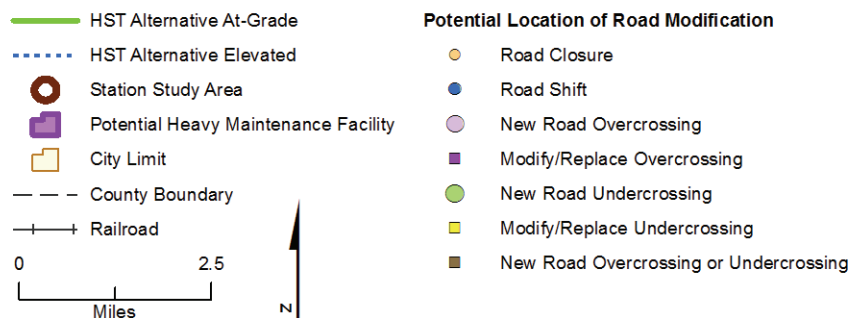 HST Alternative At-Grade
HST Alternative Elevated
Station Study Area
Potential Heavy Maintenance Facility
City Limit
County Boundary
Railroad
0 2.5
Miles
N
Potential Location of Road Modification
Road Closure
Road Shift
New Road Overcrossing
Modify/Replace Overcrossing
New Road Undercrossing
Modify/Replace Undercrossing
New Road Overcrossing or Undercrossing